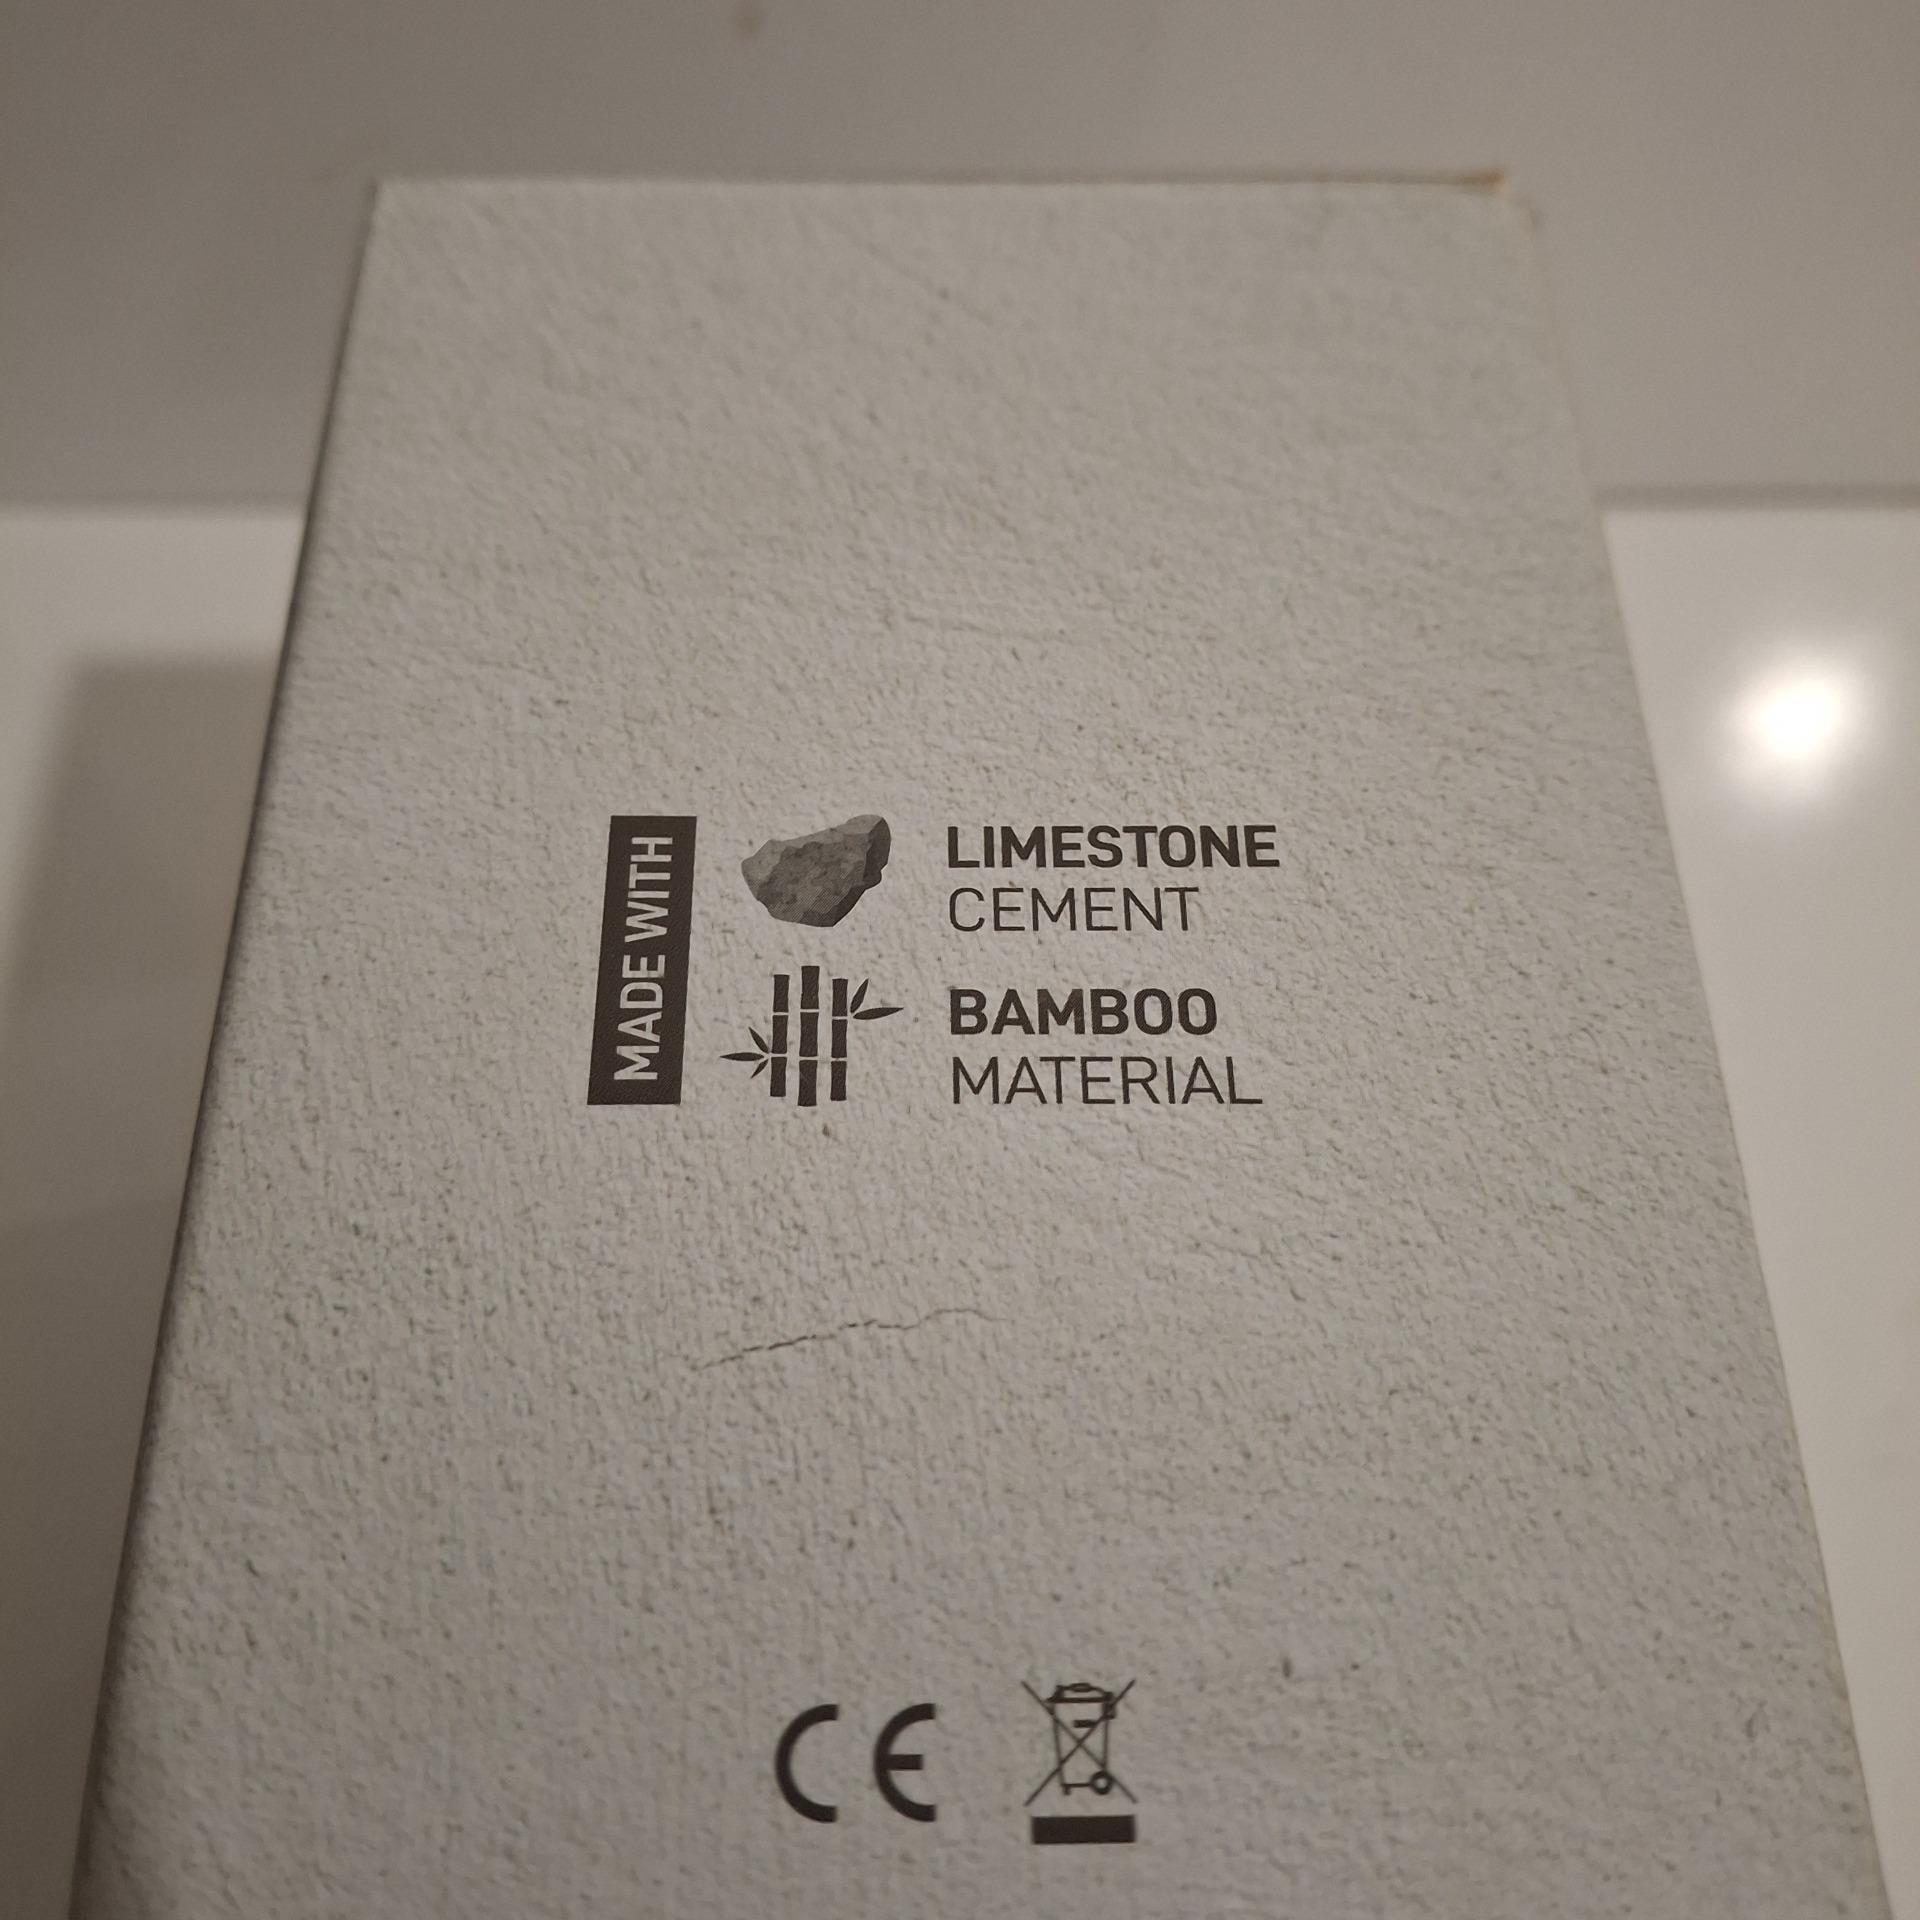 MADE WITH
LIMESTONE
CEMENT
BAMBOO
MATERIAL
CE